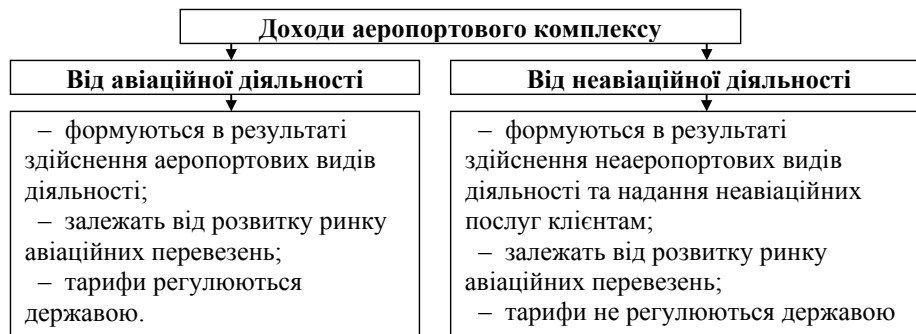 Доходи аеропортового комплексу
Від авіаційної діяльності
– формуються в результаті
здійснення аеропортових видів
діяльності;
– залежать від розвитку ринку
авіаційних перевезень;
– тарифи регулюються
державою.
Від неавіаційної діяльності
– формуються в результаті
здійснення неаеропортових видів
діяльності та надання неавіаційних
послуг клієнтам;
– залежать від розвитку ринку
авіаційних перевезень;
– тарифи не регулюються державою